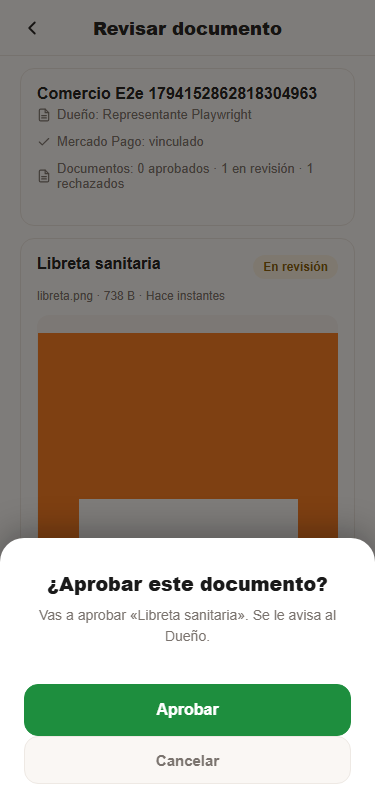 Revisar documento
Comercio E2e 1794152862818304963
Dueño: Representante Playwright
Mercado Pago: vinculado
Documentos: 0 aprobados · 1 en revisión · 1
rechazados
Libreta sanitaria
En revisión
libreta.png · 738 B · Hace instantes
¿Aprobar este documento?
Vas a aprobar «Libreta sanitaria». Se le avisa al
Dueño.
Aprobar
Cancelar